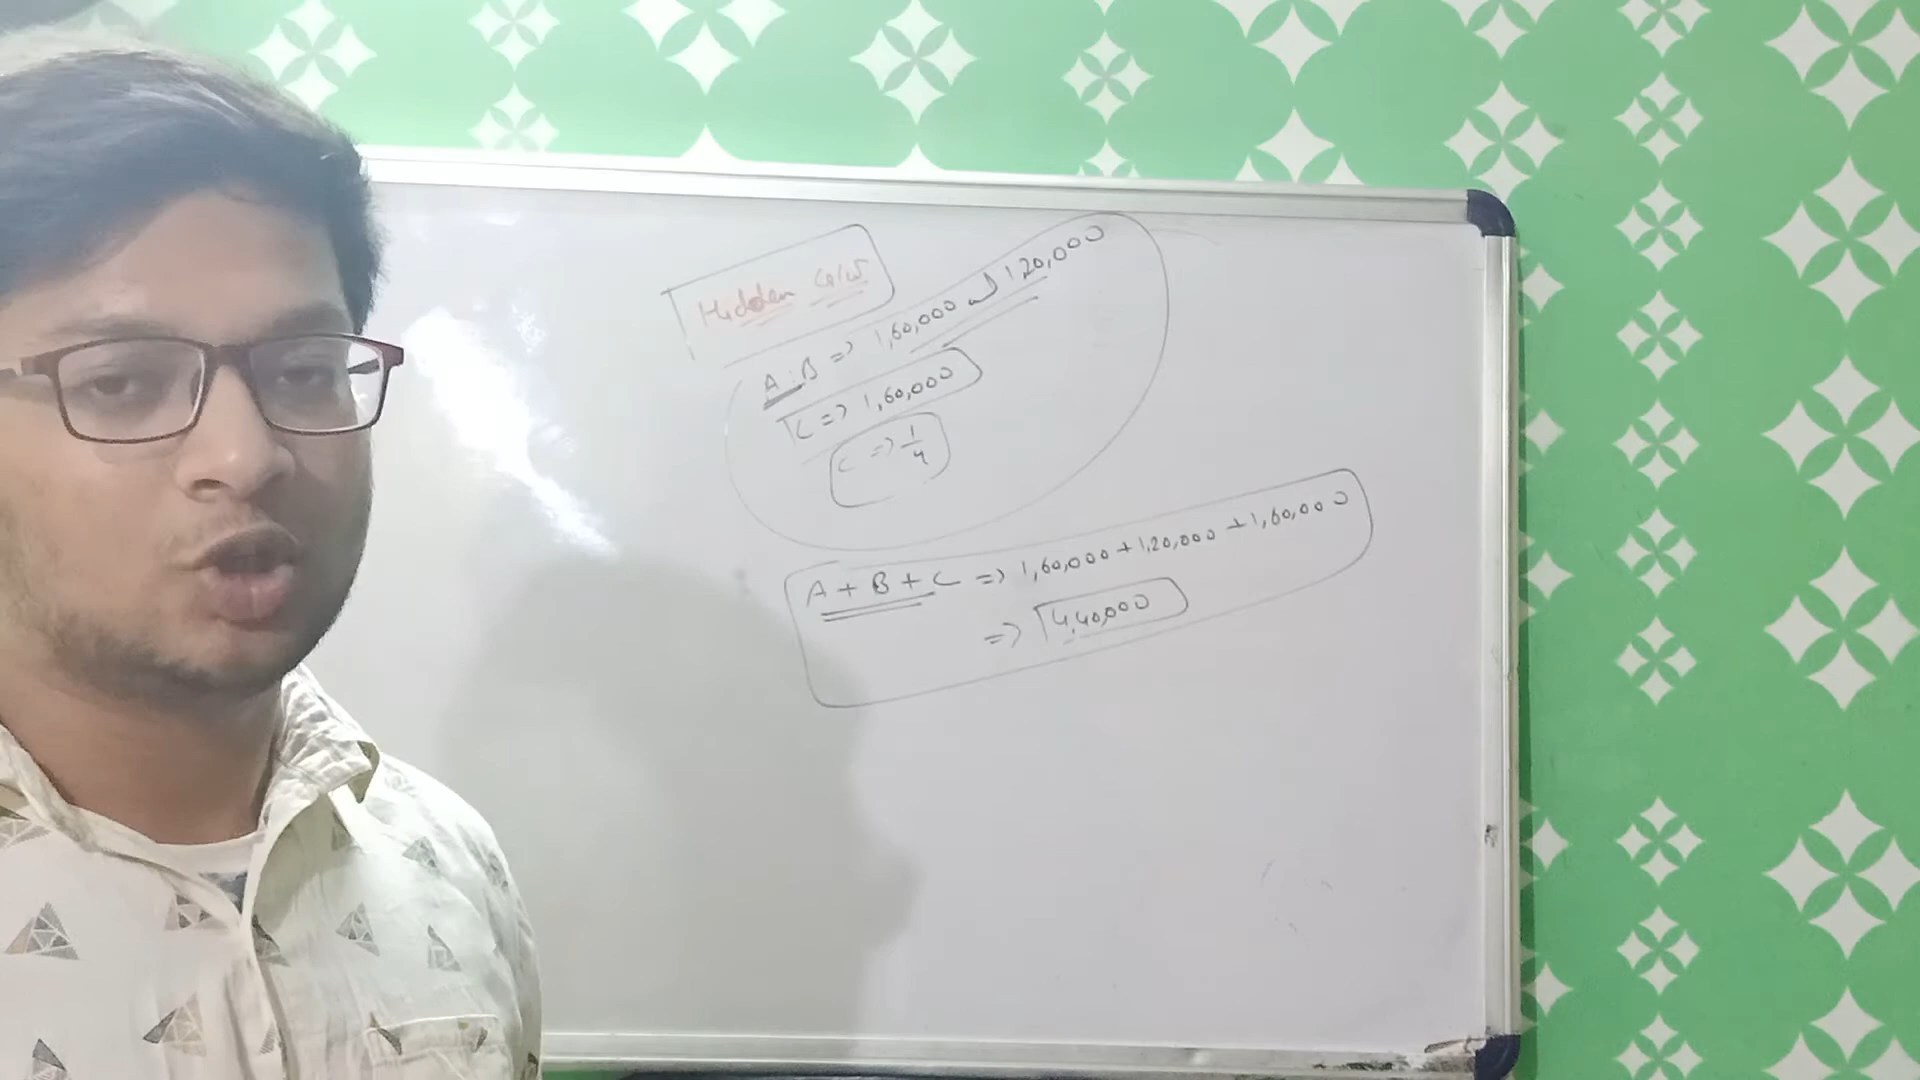 Hidden G/W
A : B => 1,60,000 and 1,20,000
C => 1,60,000
C => 1/4
A + B + C => 1,60,000 + 1,20,000 + 1,60,000
=> 4,40,000